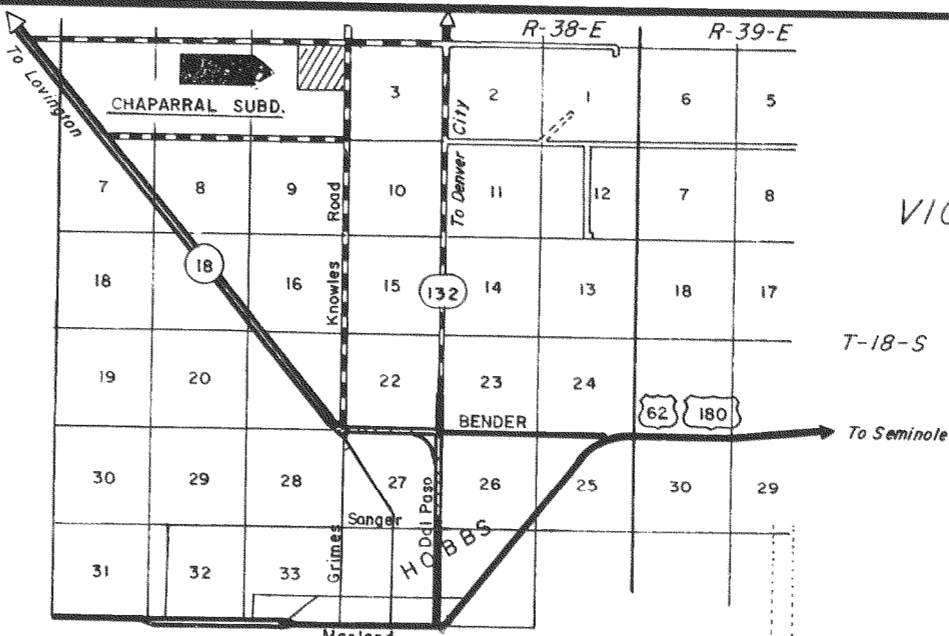 R-38-E R-39-E
To Lovington
CHAPARRAL SUBD.
3 2 1 6 5
City
To Denver
7 8 9 10 11 12 7 8
Road
Knowles
VIC
18
18 16 15 132 14 13 18 17
T-18-S
19 20 22 23 24
BENDER
62 180
To Seminole
30 29 28 27 26 25 30 29
Sanger
Dal Paso
HOBBS
Grimes
31 32 33
Marland